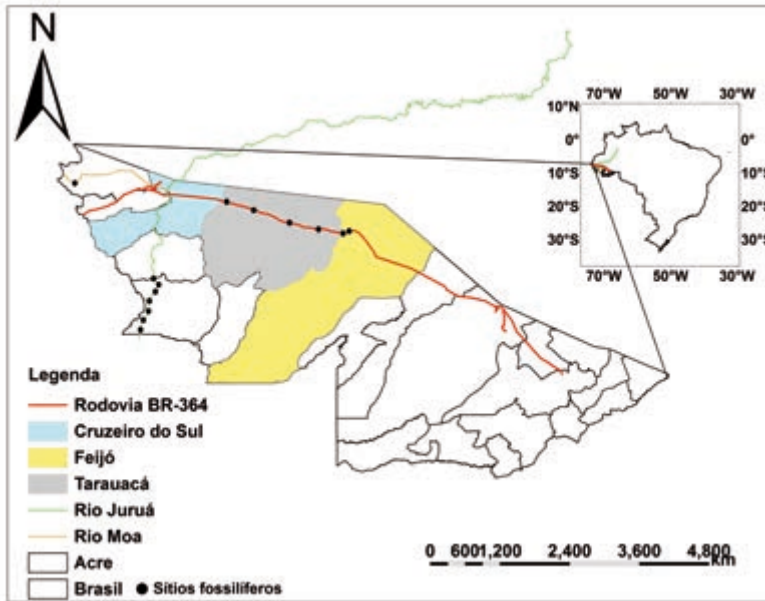 N
70°W 50°W 30°W
10°N
0° 0°
10°S 10°S
20°S 20°S
30°S 30°S
70°W 50°W 30°W
Legenda
Rodovia BR-364
Cruzeiro do Sul
Feijó
Tarauacá
Rio Juruá
Rio Moa
Acre
Brasil Sítios fossilíferos
0 6001,200 2,400 3,600 4,800
km